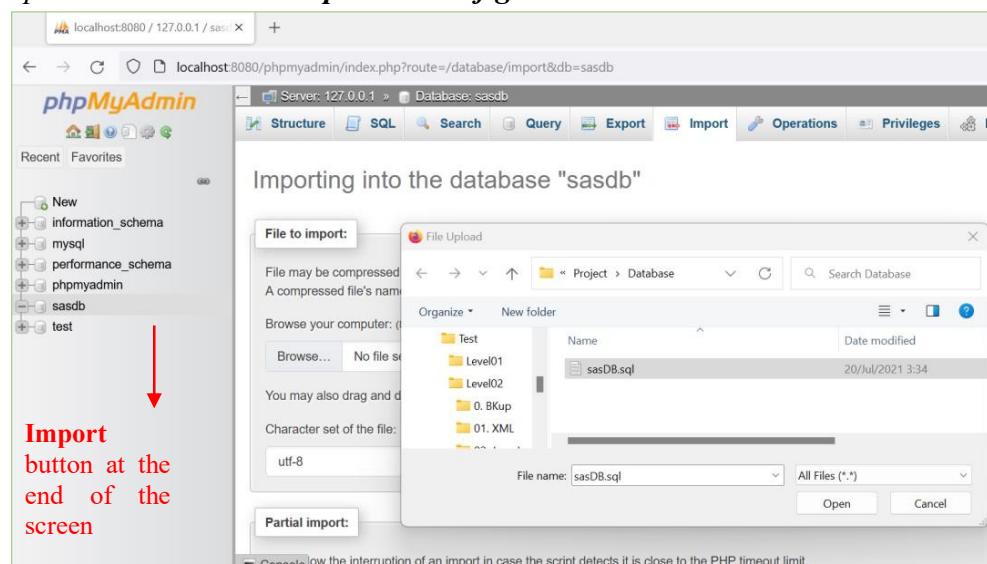 localhost:8080 / 127.0.0.1 / sas
localhost:8080/phpmyadmin/index.php?route=/database/import&db=sasdb
phpMyAdmin
Recent Favorites
New
information_schema
mysql
performance_schema
phpmyadmin
sasdb
test
Import
button at the
end of the
screen
Server: 127.0.0.1 » Database: sasdb
Structure SQL Search Query Export Import Operations Privileges
Importing into the database "sasdb"
File to import:
File may be compressed
A compressed file's name
Browse your computer:
Browse... No file se
You may also drag and d
Character set of the file:
utf-8
Partial import:
Console
low the interruption of an import in case the script detects it is close to the PHP timeout limit
File Upload
« Project › Database
Search Database
Organize New folder
Test
Level01
Level02
0. BKup
01. XML
Name Date modified
sasDB.sql 20/Jul/2021 3:34
File name: sasDB.sql All Files (*.*)
Open Cancel